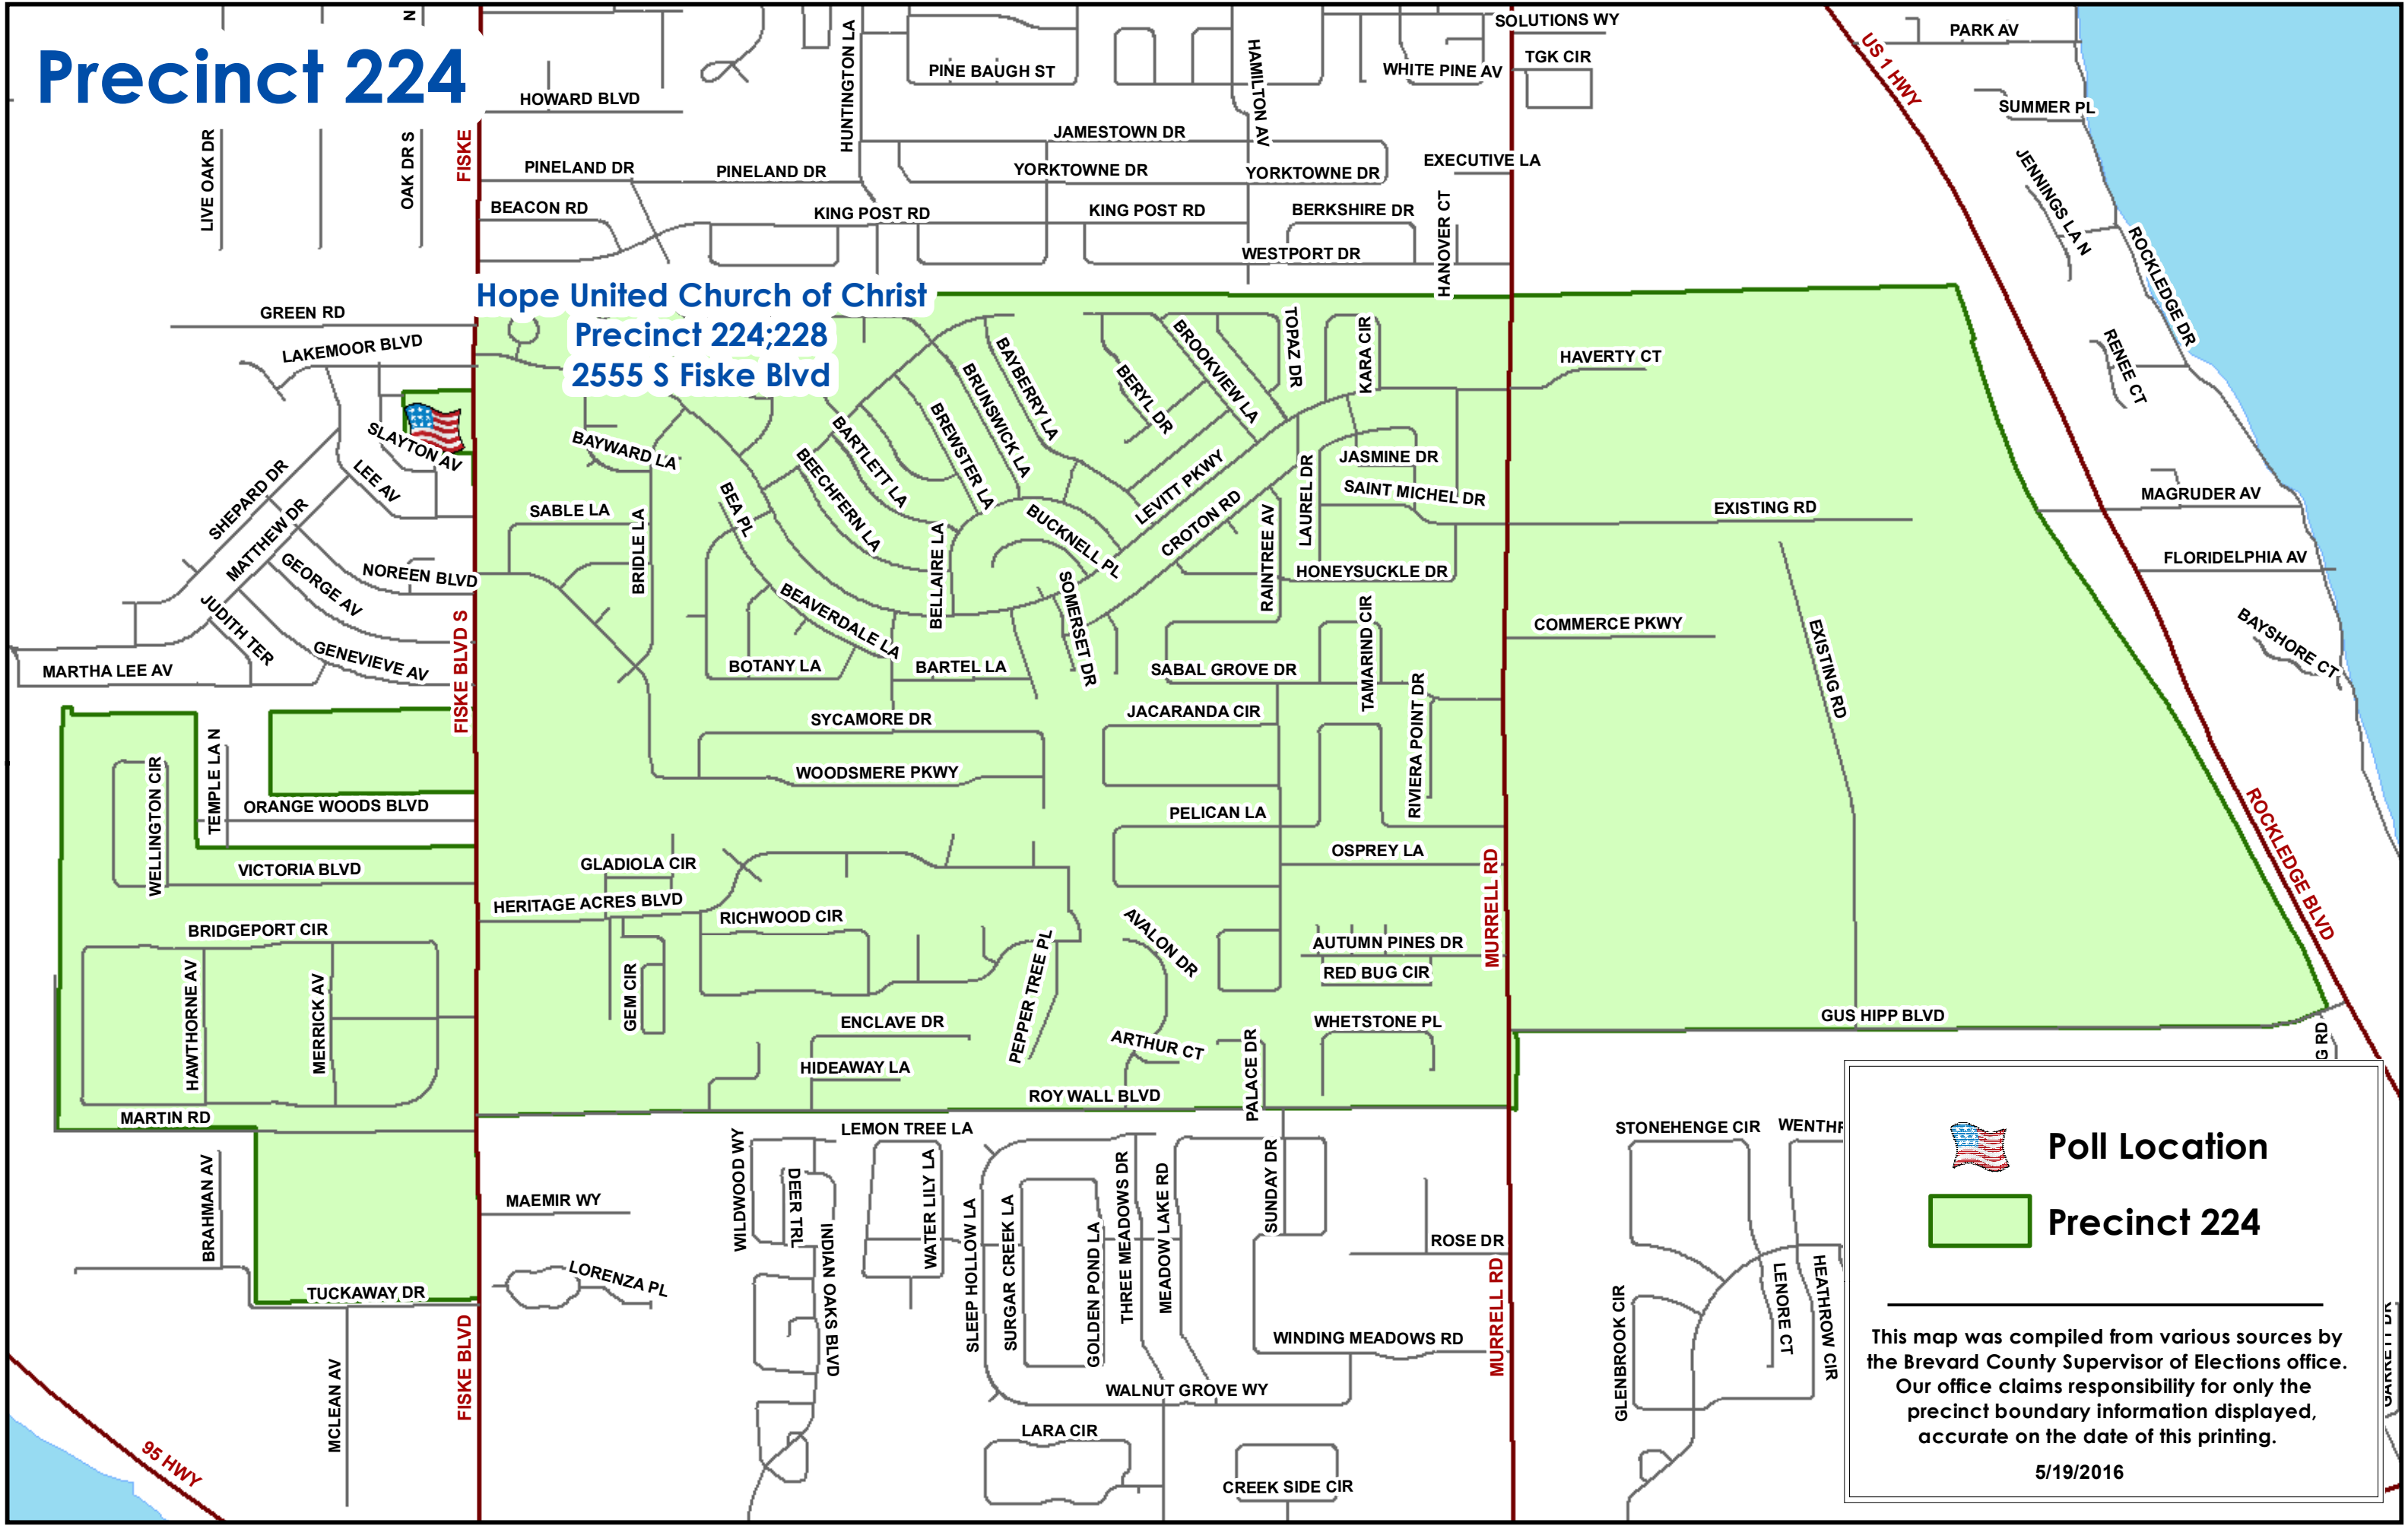 Precinct 224
N
SOLUTIONS WY
PARK AV
US 1 HWY
TGK CIR
WHITE PINE AV
PINE BAUGH ST
HUNTINGTON LA
HAMILTON AV
HOWARD BLVD
SUMMER PL
LIVE OAK DR
OAK DR S
FISKE
JAMESTOWN DR
PINELAND DR
PINELAND DR
YORKTOWNE DR
YORKTOWNE DR
EXECUTIVE LA
JENNINGS LA N
BEACON RD
KING POST RD
KING POST RD
BERKSHIRE DR
HANOVER CT
WESTPORT DR
ROCKLEDGE DR
Hope United Church of Christ
Precinct 224;228
2555 S Fiske Blvd
GREEN RD
LAKEMOOR BLVD
TOPAZ DR
KARA CIR
HAVERTY CT
RENEE CT
BROOKVIEW LA
BERYL DR
BAYBERRY LA
BRUNSWICK LA
BREWSTER LA
BARTLETT LA
BEECHFERN LA
BAYWARD LA
SLAYTON AV
LEE AV
SHEPARD DR
MATTHEW DR
BEA PL
SABLE LA
BRIDLE LA
LEVITT PKWY
CROTON RD
BUCKNELL PL
BELLAIRE LA
JASMINE DR
SAINT MICHEL DR
LAUREL DR
RAINTREE AV
HONEYSUCKLE DR
EXISTING RD
MAGRUDER AV
FLORIDELPHIA AV
GEORGE AV
NOREEN BLVD
JUDITH TER
GENEVIEVE AV
MARTHA LEE AV
FISKE BLVD S
BEAVERDALE LA
BOTANY LA
BARTEL LA
SOMERSET DR
SABAL GROVE DR
TAMARIND CIR
COMMERCE PKWY
EXISTING RD
BAYSHORE CT
JACARANDA CIR
RIVIERA POINT DR
SYCAMORE DR
WOODSMERE PKWY
WELLINGTON CIR
TEMPLE LA N
ORANGE WOODS BLVD
PELICAN LA
OSPREY LA
MURRELL RD
ROCKLEDGE BLVD
VICTORIA BLVD
GLADIOLA CIR
HERITAGE ACRES BLVD
RICHWOOD CIR
BRIDGEPORT CIR
HAWTHORNE AV
MERRICK AV
GEM CIR
AVALON DR
AUTUMN PINES DR
RED BUG CIR
PEPPER TREE PL
ENCLAVE DR
ARTHUR CT
WHETSTONE PL
PALACE DR
GUS HIPP BLVD
G RD
HIDEAWAY LA
ROY WALL BLVD
MARTIN RD
LEMON TREE LA
STONEHENGE CIR
WENTHR
BRAHMAN AV
MAEMIR WY
WILDWOOD WY
DEER TRL
WATER LILY LA
INDIAN OAKS BLVD
SLEEP HOLLOW LA
SURGAR CREEK LA
GOLDEN POND LA
THREE MEADOWS DR
MEADOW LAKE RD
SUNDAY DR
ROSE DR
LORENZA PL
TUCKAWAY DR
MURRELL RD
FISKE BLVD
MCLEAN AV
WINDING MEADOWS RD
WALNUT GROVE WY
LARA CIR
CREEK SIDE CIR
GLENBROOK CIR
LENORE CT
HEATHROW CIR
GARRETT DR
95 HWY
Poll Location
Precinct 224
This map was compiled from various sources by
the Brevard County Supervisor of Elections office.
Our office claims responsibility for only the
precinct boundary information displayed,
accurate on the date of this printing.
5/19/2016